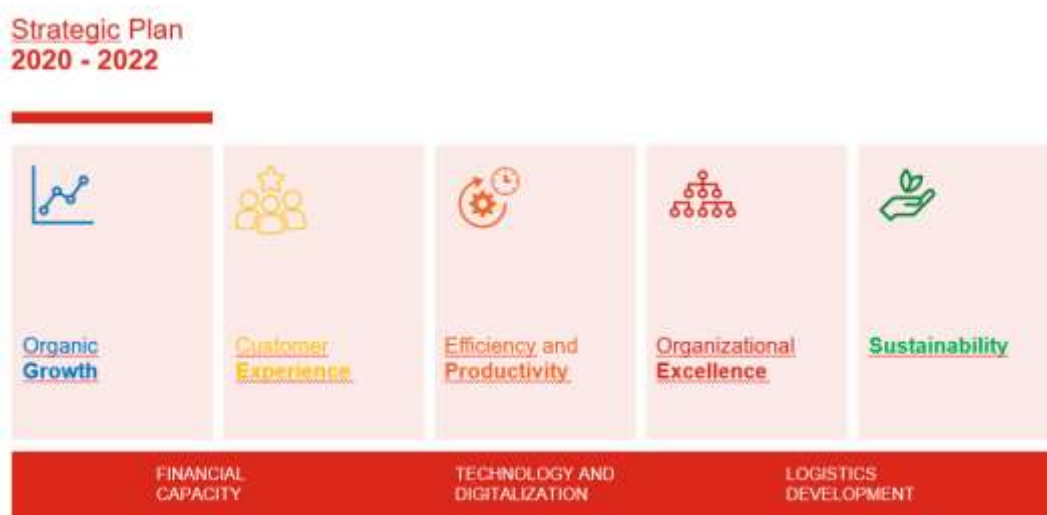 Strategic Plan
2020 - 2022
Organic
Growth
Customer
Experience
Efficiency and
Productivity
Organizational
Excellence
Sustainability
FINANCIAL
CAPACITY
TECHNOLOGY AND
DIGITALIZATION
LOGISTICS
DEVELOPMENT